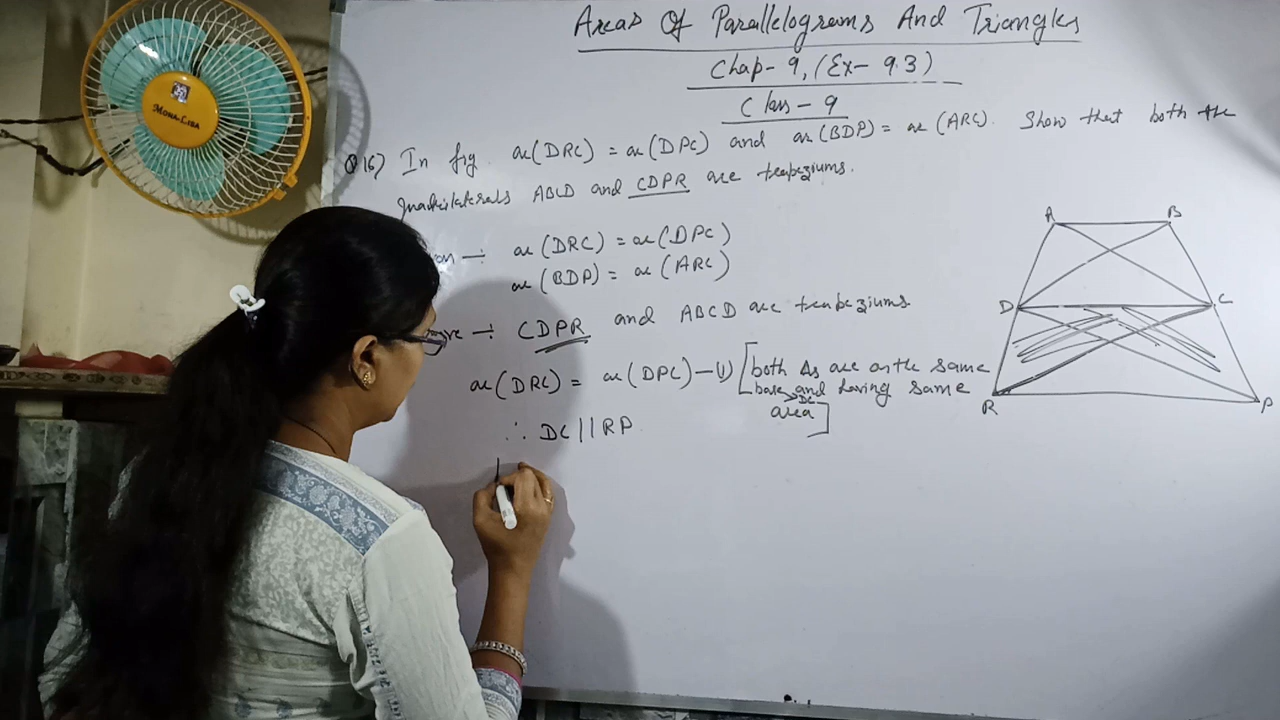 MONA-LISA
Areas Of Parallelograms And Triangles
Chap-9, (Ex-9.3)
Class-9
Q16) In fig. ar(DRC) = ar(DPC) and ar(BDP) = ar(ARC). Show that both the
quadrilaterals ABCD and CDPR are trapeziums.
ar(DRC) = ar(DPC)
ar(BDP) = ar(ARC)
CDPR and ABCD are trapeziums
ar(DRC) = ar(DPC) - (1) [both Δs are on the same
base DC and having same
area]
∴ DC || RP
A B
D C
R P